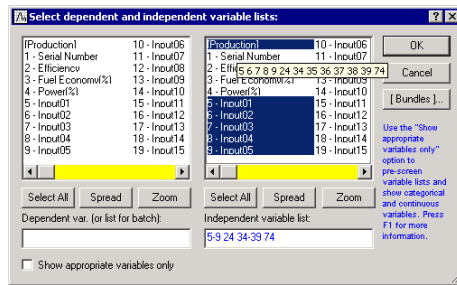 Select dependent and independent variable lists:
[Production] 10 - Input06
1 - Serial Number 11 - Input07
2 - Efficiency 12 - Input08
3 - Fuel Economy(%) 13 - Input09
4 - Power(%) 14 - Input10
5 - Input01 15 - Input11
6 - Input02 16 - Input12
7 - Input03 17 - Input13
8 - Input04 18 - Input14
9 - Input05 19 - Input15
[Production] 10 - Input06
1 - Serial Number 11 - Input07
2 - Effi
5 6 7 8 9 24 34 35 36 37 38 39 74
3 - Fuel Economy(%) 13 - Input09
4 - Power(%) 14 - Input10
5 - Input01 15 - Input11
6 - Input02 16 - Input12
7 - Input03 17 - Input13
8 - Input04 18 - Input14
9 - Input05 19 - Input15
OK
Cancel
[ Bundles ]...
Use the "Show
appropriate
variables only"
option to
pre-screen
variable lists and
show categorical
and continuous
variables. Press
F1 for more
information.
Select All Spread Zoom
Select All Spread Zoom
Dependent var. (or list for batch):
Independent variable list:
5-9 24 34-39 74
Show appropriate variables only